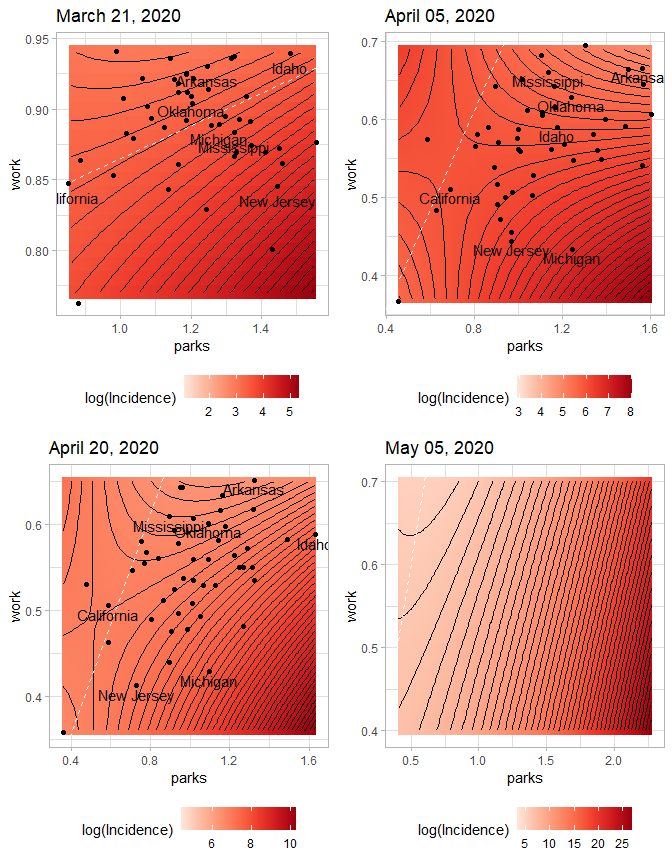 March 21, 2020
0.95
0.90
0.85
0.80
work
Idaho
Arkansas
Oklahoma
Michigan
Mississippi
lifornia
New Jersey
1.0
1.2
1.4
parks
log(Incidence)
2
3
4
5
April 05, 2020
0.7
0.6
0.5
0.4
work
Mississippi
Arkansa
Oklahoma
Idaho
California
New Jersey
Michigan
0.4
0.8
1.2
1.6
parks
log(Incidence)
3
4
5
6
7
8
April 20, 2020
0.6
0.5
0.4
work
Arkansas
Mississippi
Oklahoma
Idaho
California
Michigan
New Jersey
0.4
0.8
1.2
1.6
parks
log(Incidence)
6
8
10
May 05, 2020
0.7
0.6
0.5
0.4
work
0.5
1.0
1.5
2.0
parks
log(Incidence)
5
10
15
20
25